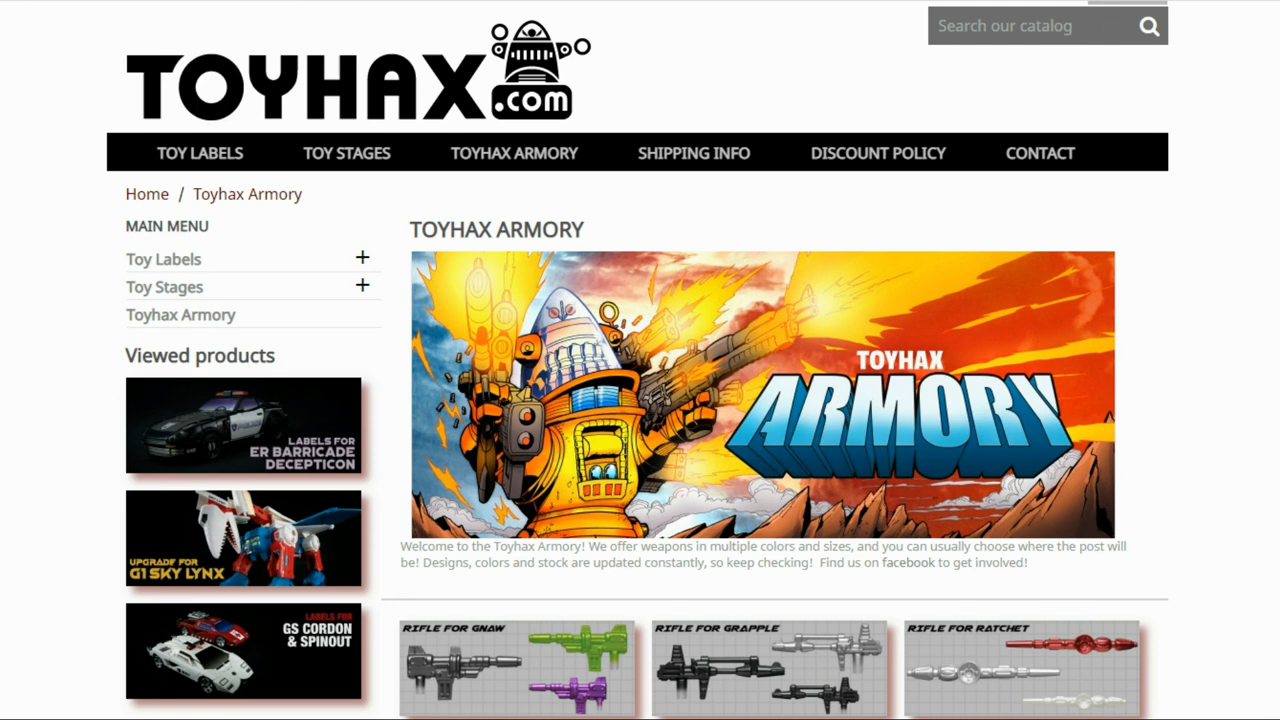 TOYHAX
.com
Search our catalog
TOY LABELS TOY STAGES TOYHAX ARMORY SHIPPING INFO DISCOUNT POLICY CONTACT
Home / Toyhax Armory
MAIN MENU
Toy Labels +
Toy Stages +
Toyhax Armory
Viewed products
LABELS FOR
ER BARRICADE
DECEPTICON
UPGRADE FOR
G1 SKY LYNX
LABELS FOR
GS CORDON
& SPINOUT
TOYHAX ARMORY
TOYHAX
ARMORY
Welcome to the Toyhax Armory! We offer weapons in multiple colors and sizes, and you can usually choose where the post will
be! Designs, colors and stock are updated constantly, so keep checking! Find us on facebook to get involved!
RIFLE FOR GNAW
RIFLE FOR GRAPPLE
RIFLE FOR RATCHET